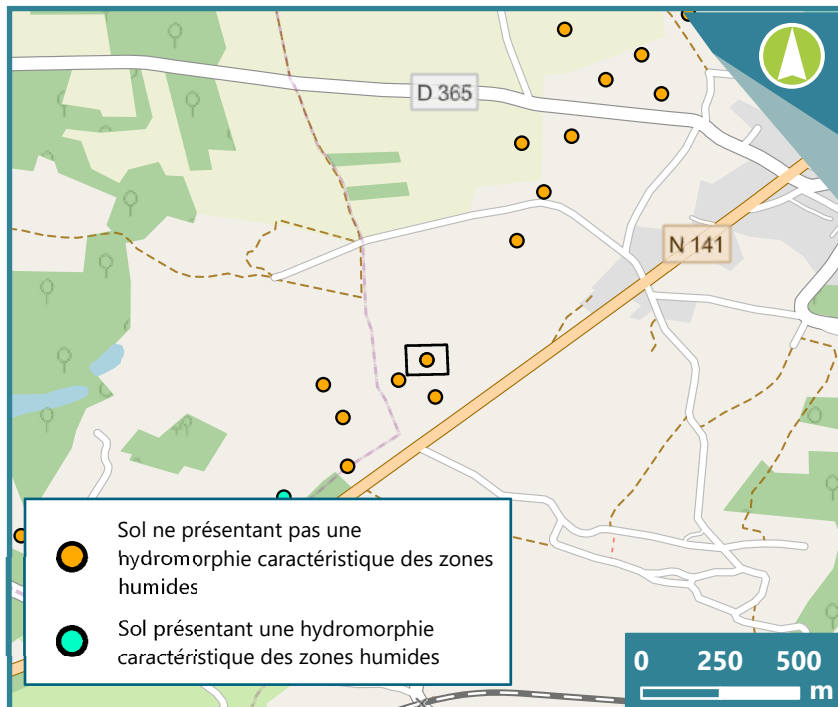 D 365
N 141
Sol ne présentant pas une
hydromorphie caractéristique des zones
humides
Sol présentant une hydromorphie
caractéristique des zones humides
0 250 500
m